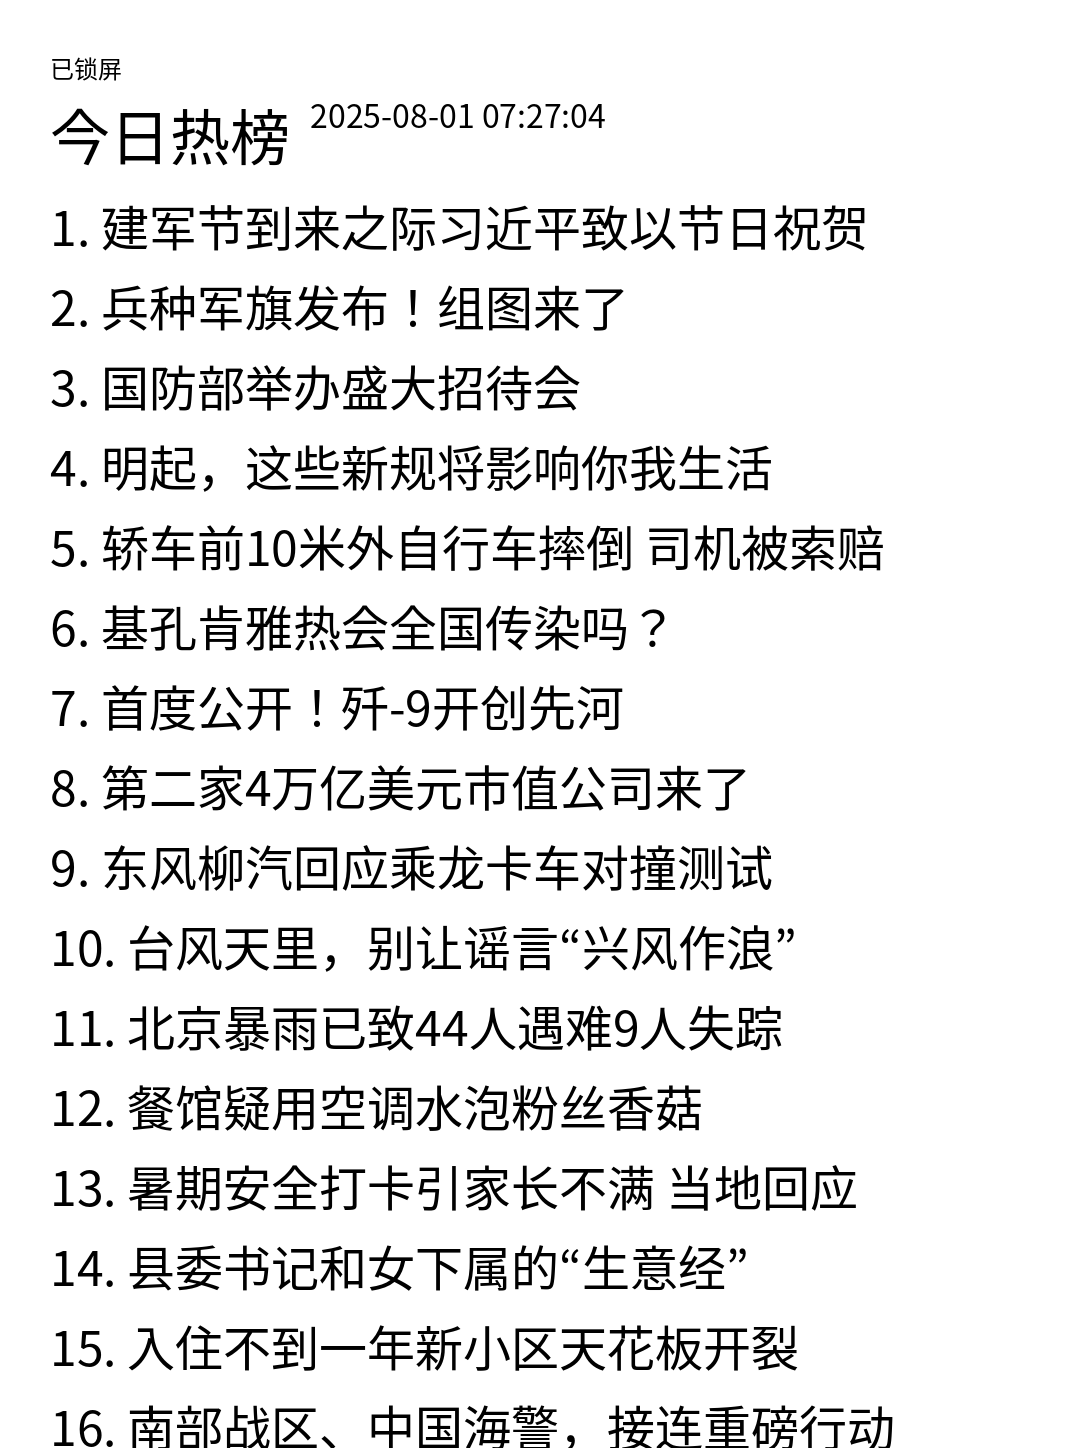 已锁屏
今日热榜 2025-08-01 07:27:04
1. 建军节到来之际习近平致以节日祝贺
2. 兵种军旗发布！组图来了
3. 国防部举办盛大招待会
4. 明起，这些新规将影响你我生活
5. 轿车前10米外自行车摔倒 司机被索赔
6. 基孔肯雅热会全国传染吗？
7. 首度公开！歼-9开创先河
8. 第二家4万亿美元市值公司来了
9. 东风柳汽回应乘龙卡车对撞测试
10. 台风天里，别让谣言“兴风作浪”
11. 北京暴雨已致44人遇难9人失踪
12. 餐馆疑用空调水泡粉丝香菇
13. 暑期安全打卡引家长不满 当地回应
14. 县委书记和女下属的“生意经”
15. 入住不到一年新小区天花板开裂
16. 南部战区、中国海警，接连重磅行动